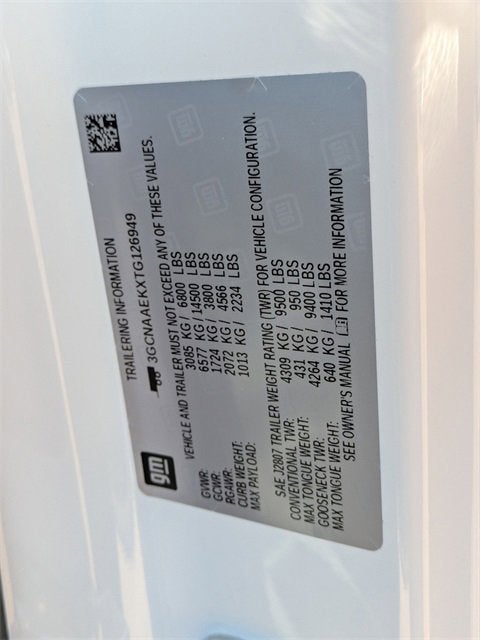 gm
TRAILERING INFORMATION
3GCNAAEKXTG126949
VEHICLE AND TRAILER MUST NOT EXCEED ANY OF THESE VALUES.
GVWR: 3085 KG/ 6800 LBS
GCWR: 6577 KG/ 14500 LBS
RGAWR: 1724 KG/ 3800 LBS
CURB WEIGHT: 2072 KG/ 4566 LBS
MAX PAYLOAD: 1013 KG/ 2234 LBS
SAE J2807 TRAILER WEIGHT RATING (TWR) FOR VEHICLE CONFIGURATION.
CONVENTIONAL TWR: 4309 KG/ 9500 LBS
MAX TONGUE WEIGHT: 431 KG/ 950 LBS
GOOSENECK TWR: 4264 KG/ 9400 LBS
MAX TONGUE WEIGHT: 640 KG/ 1410 LBS
SEE OWNER'S MANUAL FOR MORE INFORMATION